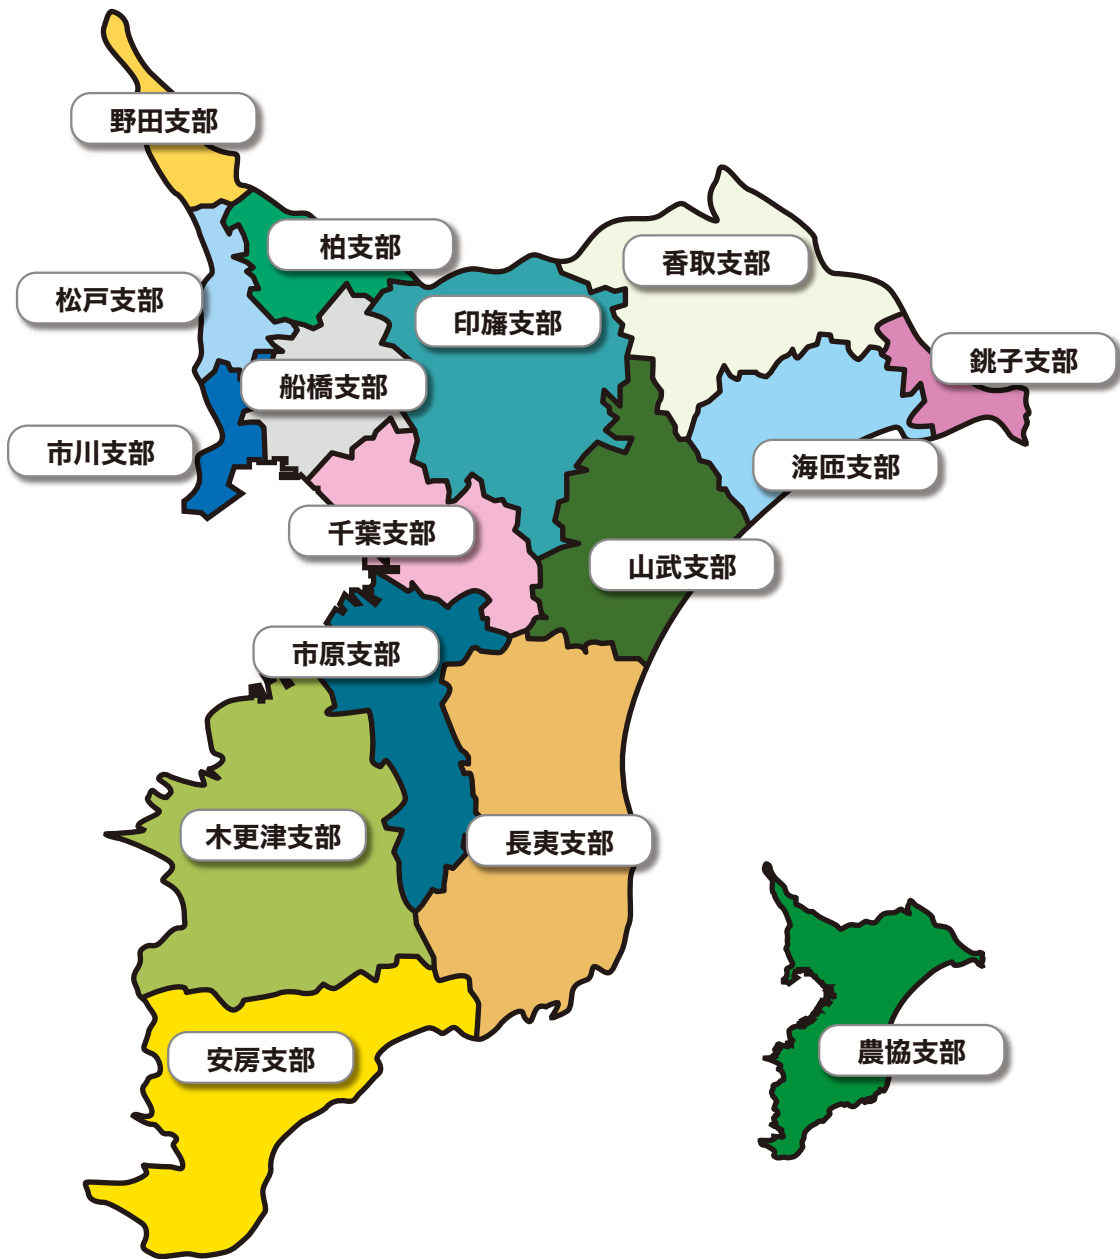 野田支部
柏支部
香取支部
松戸支部
印旛支部
銚子支部
船橋支部
市川支部
海匝支部
千葉支部
山武支部
市原支部
木更津支部
長夷支部
農協支部
安房支部